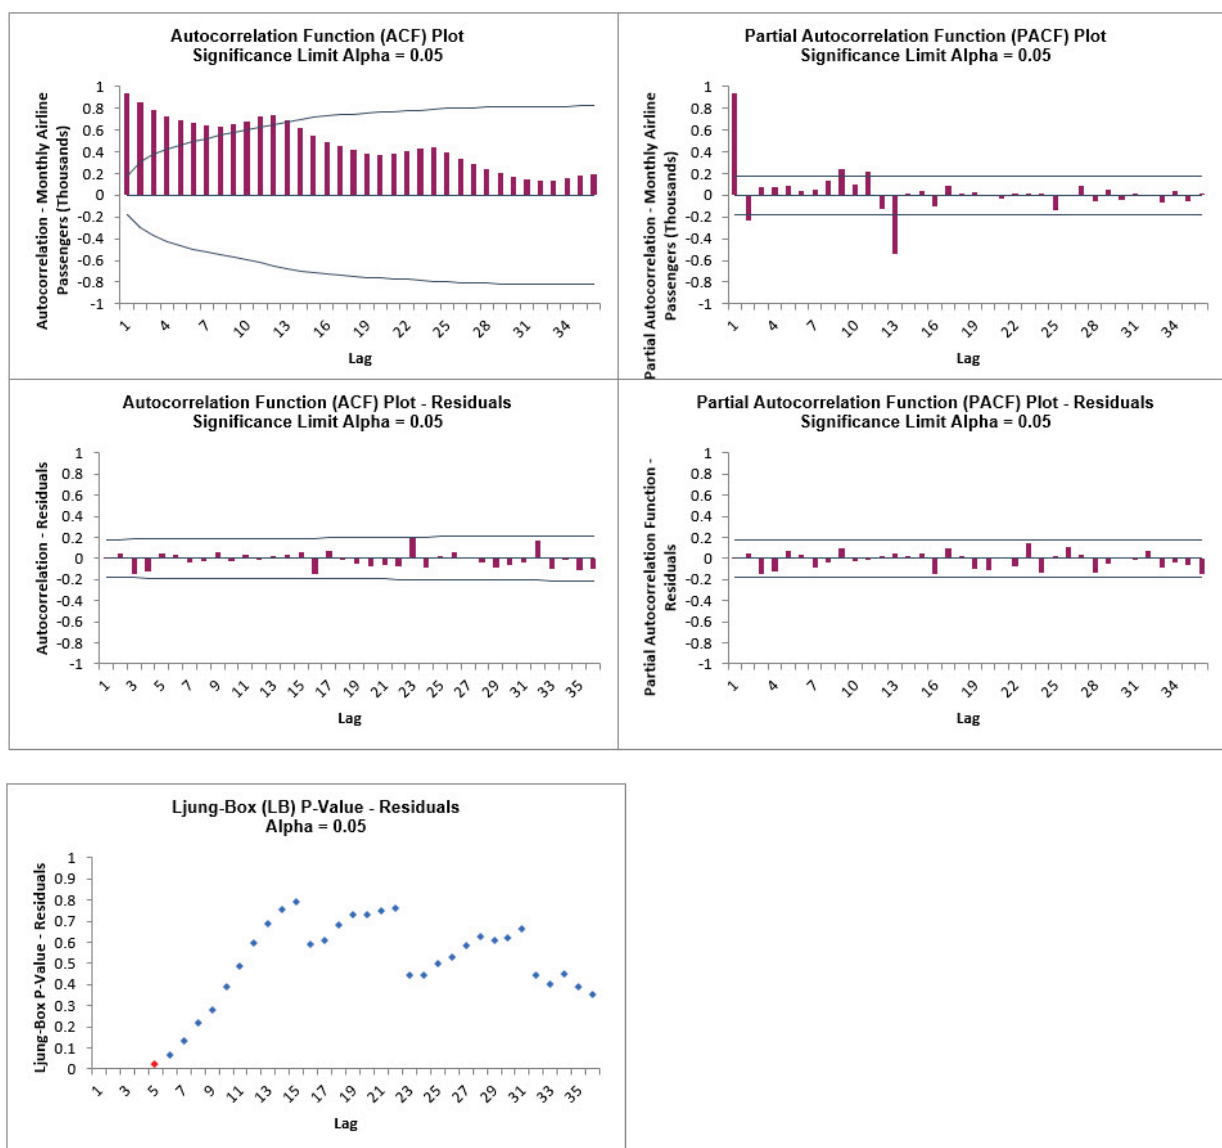 Autocorrelation Function (ACF) Plot
Significance Limit Alpha = 0.05
Autocorrelation - Monthly Airline
Passengers (Thousands)
1
0.8
0.6
0.4
0.2
0
-0.2
-0.4
-0.6
-0.8
-1
1 4 7 10 13 16 19 22 25 28 31 34
Lag
Partial Autocorrelation Function (PACF) Plot
Significance Limit Alpha = 0.05
Partial Autocorrelation - Monthly Airline
Passengers (Thousands)
1
0.8
0.6
0.4
0.2
0
-0.2
-0.4
-0.6
-0.8
-1
1 4 7 10 13 16 19 22 25 28 31 34
Lag
Autocorrelation Function (ACF) Plot - Residuals
Significance Limit Alpha = 0.05
Autocorrelation - Residuals
1
0.8
0.6
0.4
0.2
0
-0.2
-0.4
-0.6
-0.8
-1
1 3 5 7 9 11 13 15 17 19 21 23 25 27 29 31 33 35
Lag
Partial Autocorrelation Function (PACF) Plot - Residuals
Significance Limit Alpha = 0.05
Partial Autocorrelation Function -
Residuals
1
0.8
0.6
0.4
0.2
0
-0.2
-0.4
-0.6
-0.8
-1
1 4 7 10 13 16 19 22 25 28 31 34
Lag
Ljung-Box (LB) P-Value - Residuals
Alpha = 0.05
Ljung-Box P-Value - Residuals
1
0.9
0.8
0.7
0.6
0.5
0.4
0.3
0.2
0.1
0
1 3 5 7 9 11 13 15 17 19 21 23 25 27 29 31 33 35
Lag